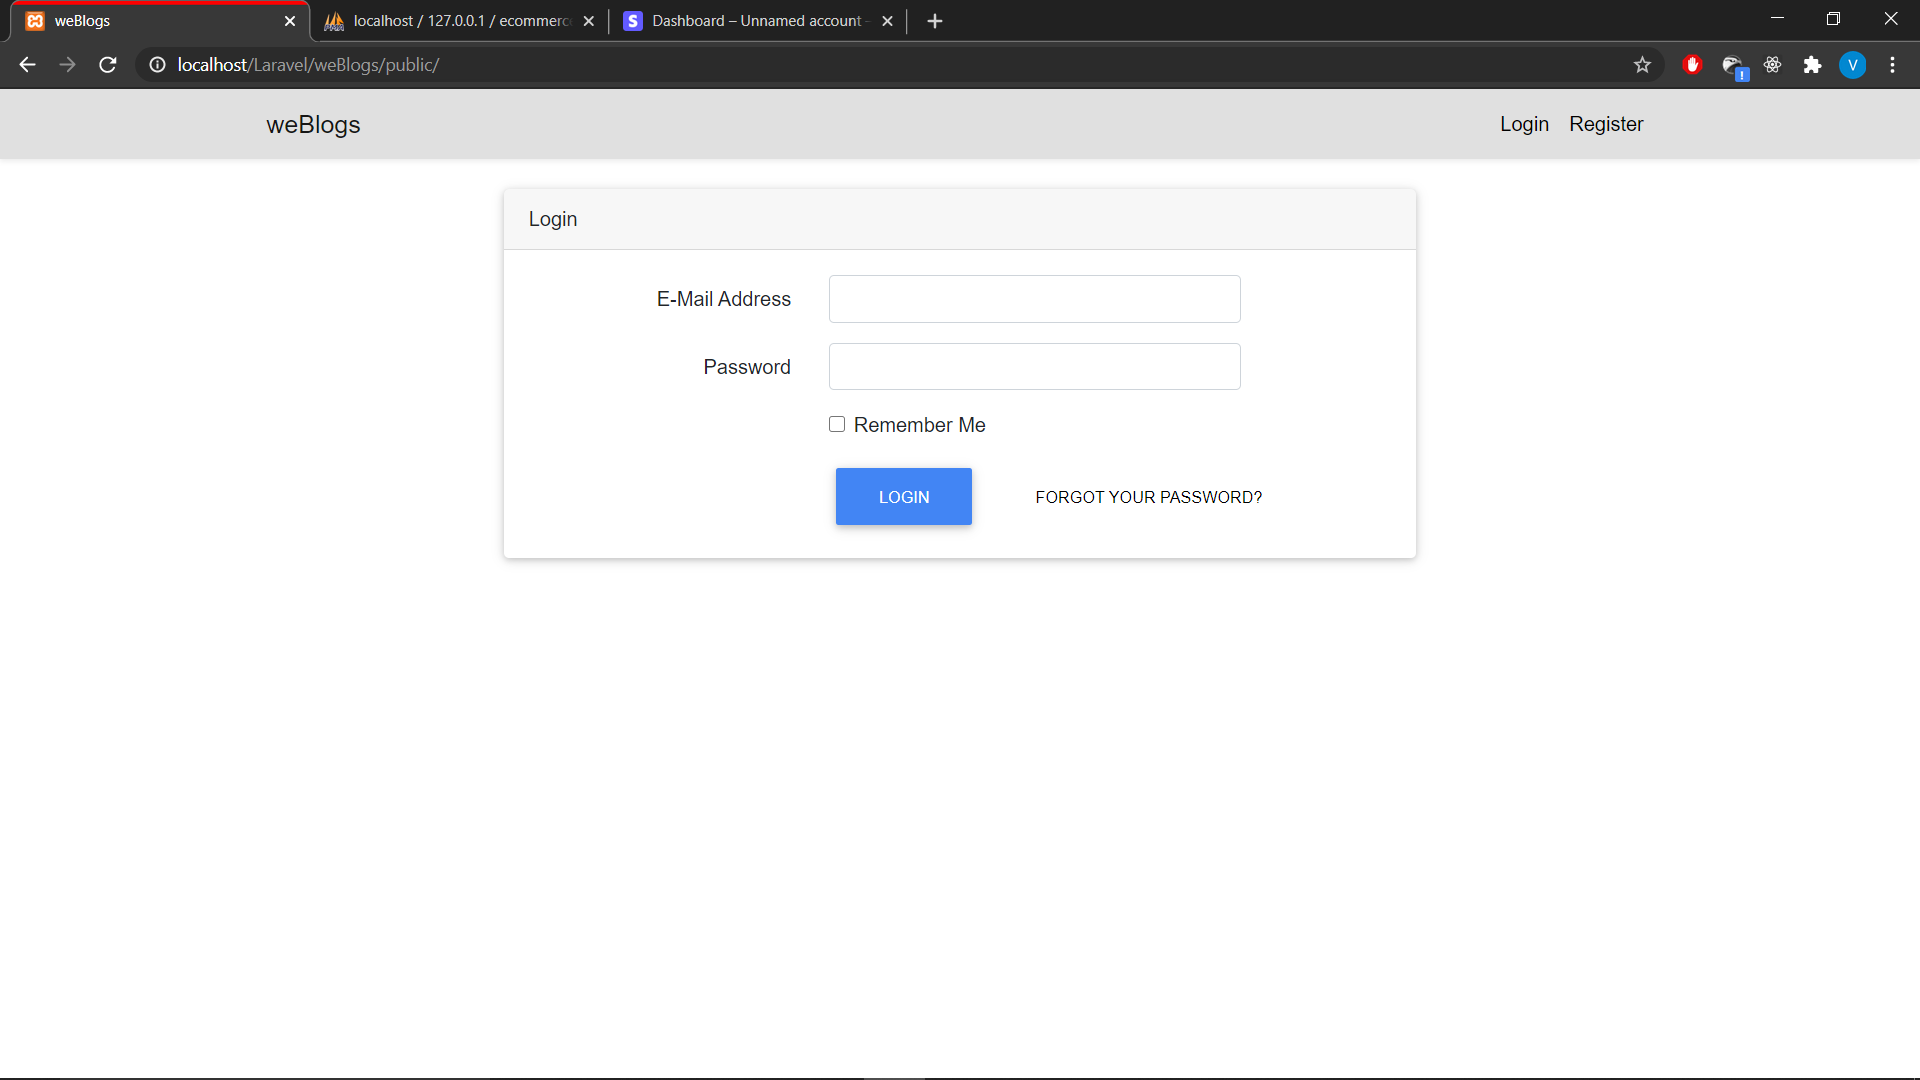 weBlogs
localhost / 127.0.0.1 / ecommerc
Dashboard – Unnamed account
localhost/Laravel/weBlogs/public/
V
weBlogs
Login Register
Login
E-Mail Address
Password
Remember Me
LOGIN FORGOT YOUR PASSWORD?